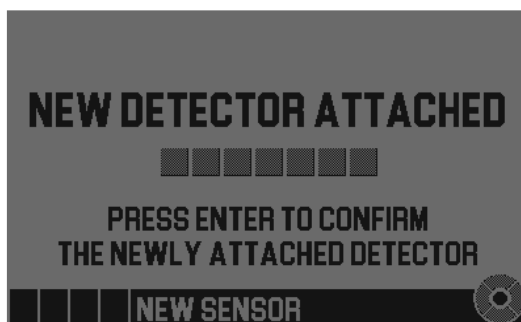 NEW DETECTOR ATTACHED
PRESS ENTER TO CONFIRM
THE NEWLY ATTACHED DETECTOR
NEW SENSOR